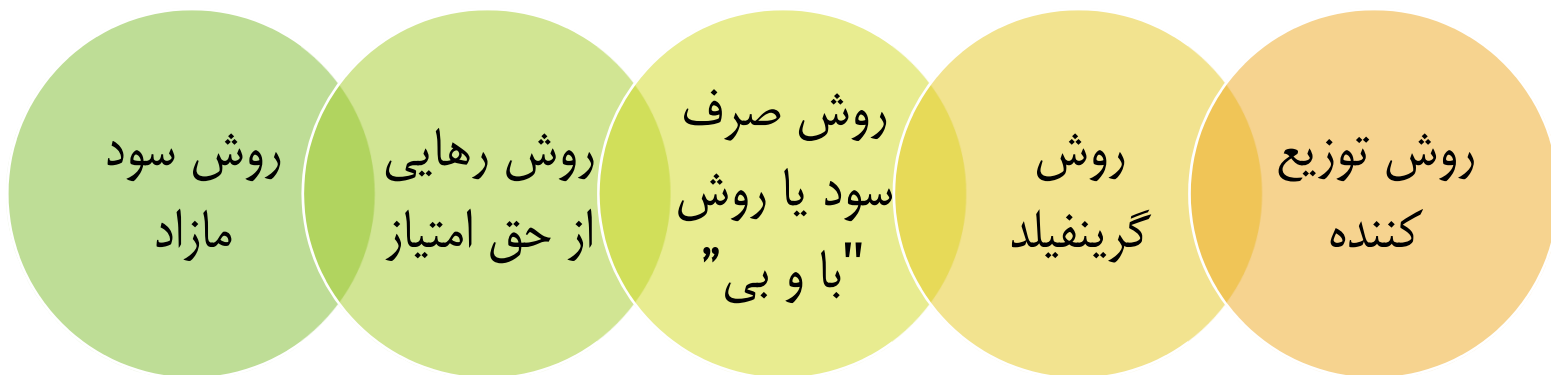 روش توزیع
کننده
روش
گرینفیلد
روش صرف
سود یا روش
"با و بی”
روش رهایی
از حق امتیاز
روش سود
مازاد